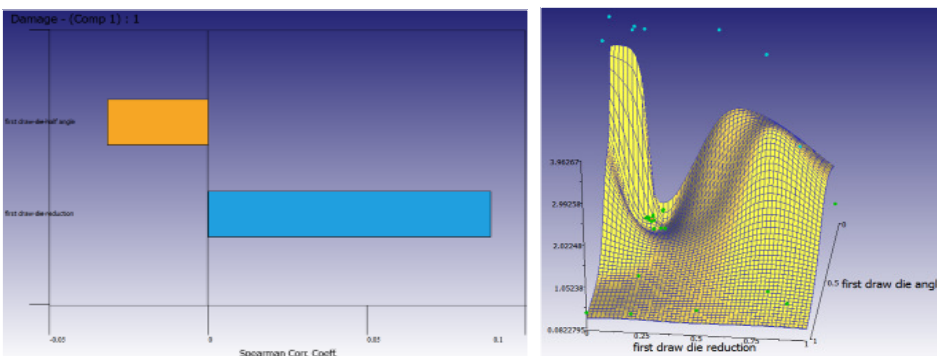 Damage - (Comp 1) : 1
first draw die half angle
first draw die reduction
-0.05
0
0.05
0.1
Spearman Corr. Coeff.
3.98267
2.99258
2.02248
1.05238
0.0822795
0
0.25
0.5
0.75
1
first draw die reduction
0
0.5
1
first draw die angl